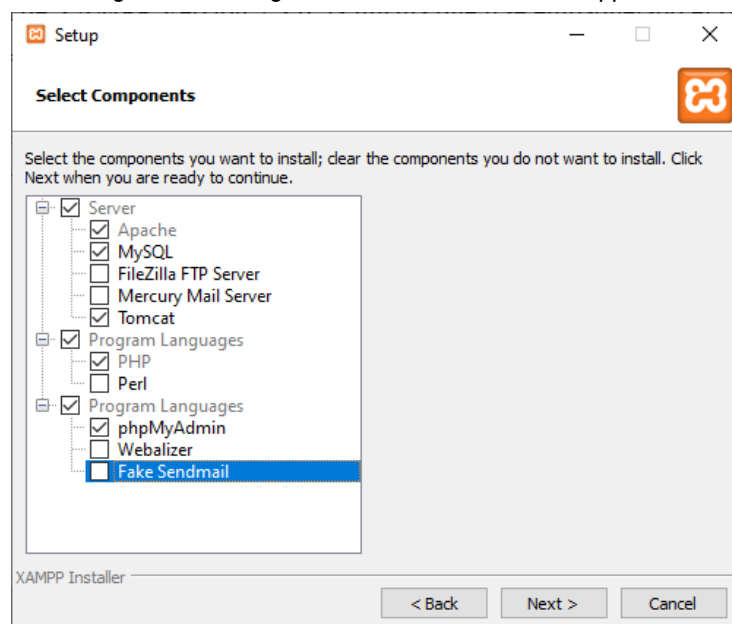 Setup
Select Components
Select the components you want to install; clear the components you do not want to install. Click
Next when you are ready to continue.
Server
Apache
MySQL
FileZilla FTP Server
Mercury Mail Server
Tomcat
Program Languages
PHP
Perl
Program Languages
phpMyAdmin
Webalizer
Fake Sendmail
XAMPP Installer
< Back Next > Cancel